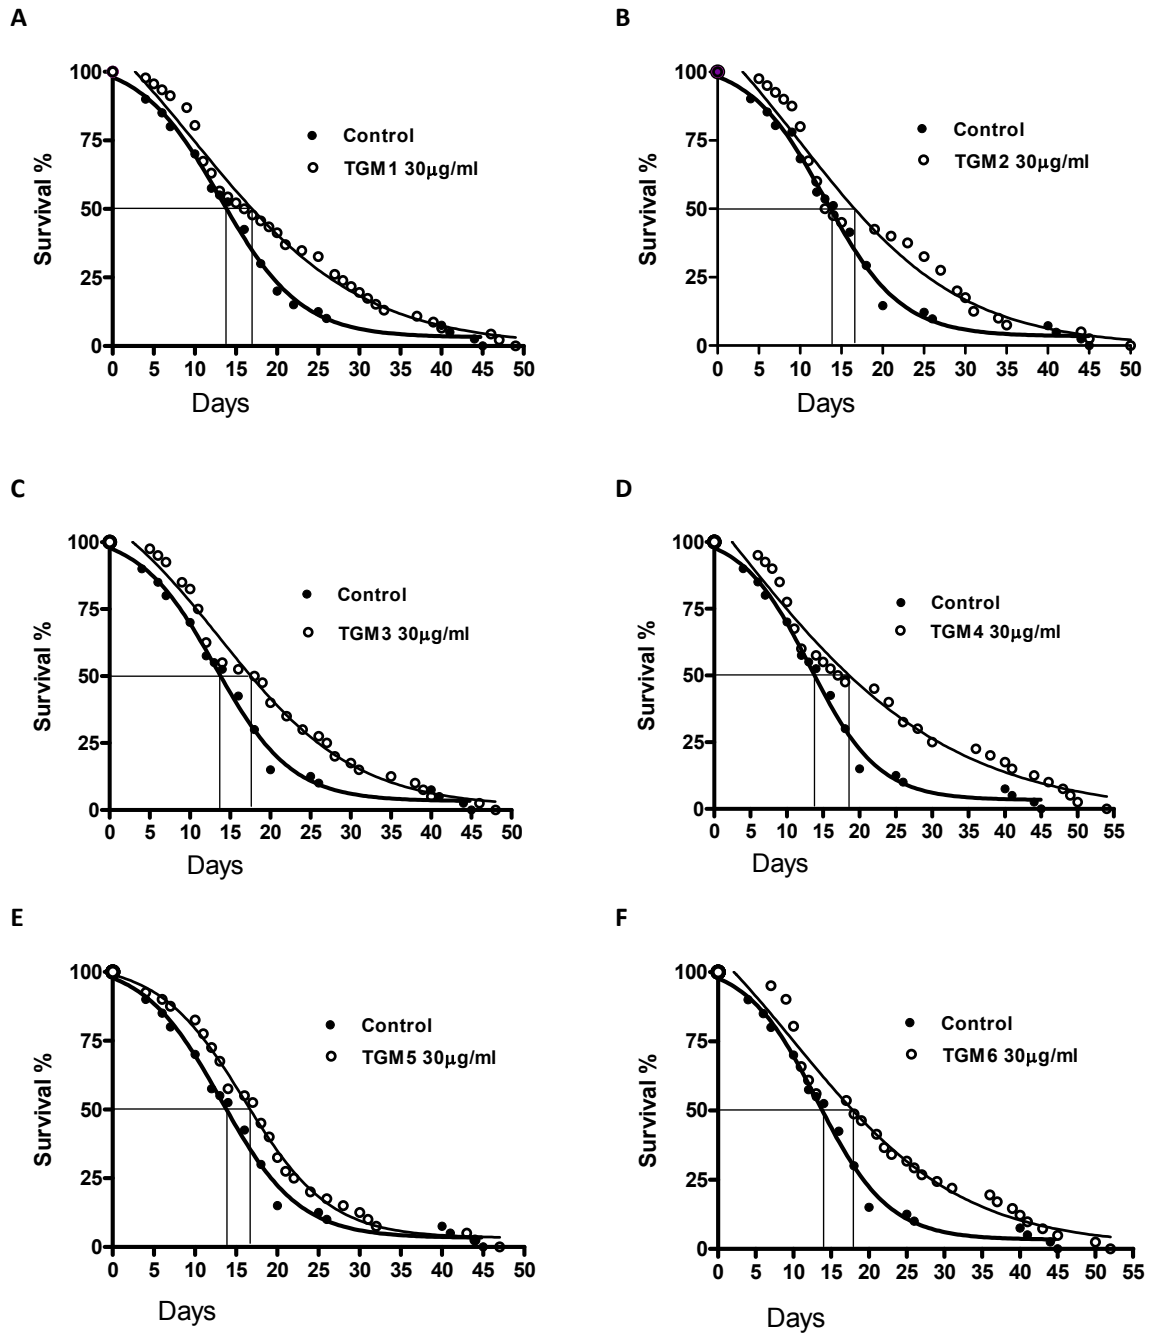 A
Survival %
100
75
50
25
0
Control
TGM1 30µg/ml
0 5 10 15 20 25 30 35 40 45 50
Days
B
Survival %
100
75
50
25
0
Control
TGM2 30µg/ml
0 5 10 15 20 25 30 35 40 45 50
Days
C
Survival %
100
75
50
25
0
Control
TGM3 30µg/ml
0 5 10 15 20 25 30 35 40 45 50
Days
D
Survival %
100
75
50
25
0
Control
TGM4 30µg/ml
0 5 10 15 20 25 30 35 40 45 50 55
Days
E
Survival %
100
75
50
25
0
Control
TGM5 30µg/ml
0 5 10 15 20 25 30 35 40 45 50
Days
F
Survival %
100
75
50
25
0
Control
TGM6 30µg/ml
0 5 10 15 20 25 30 35 40 45 50 55
Days